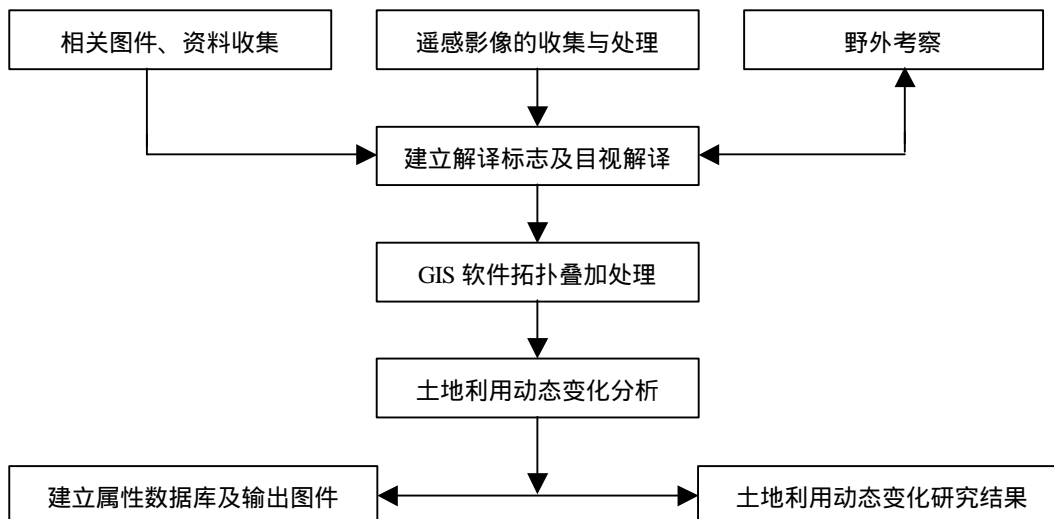 相关图件、资料收集
遥感影像的收集与处理
野外考察
建立解译标志及目视解译
GIS 软件拓扑叠加处理
土地利用动态变化分析
建立属性数据库及输出图件
土地利用动态变化研究结果